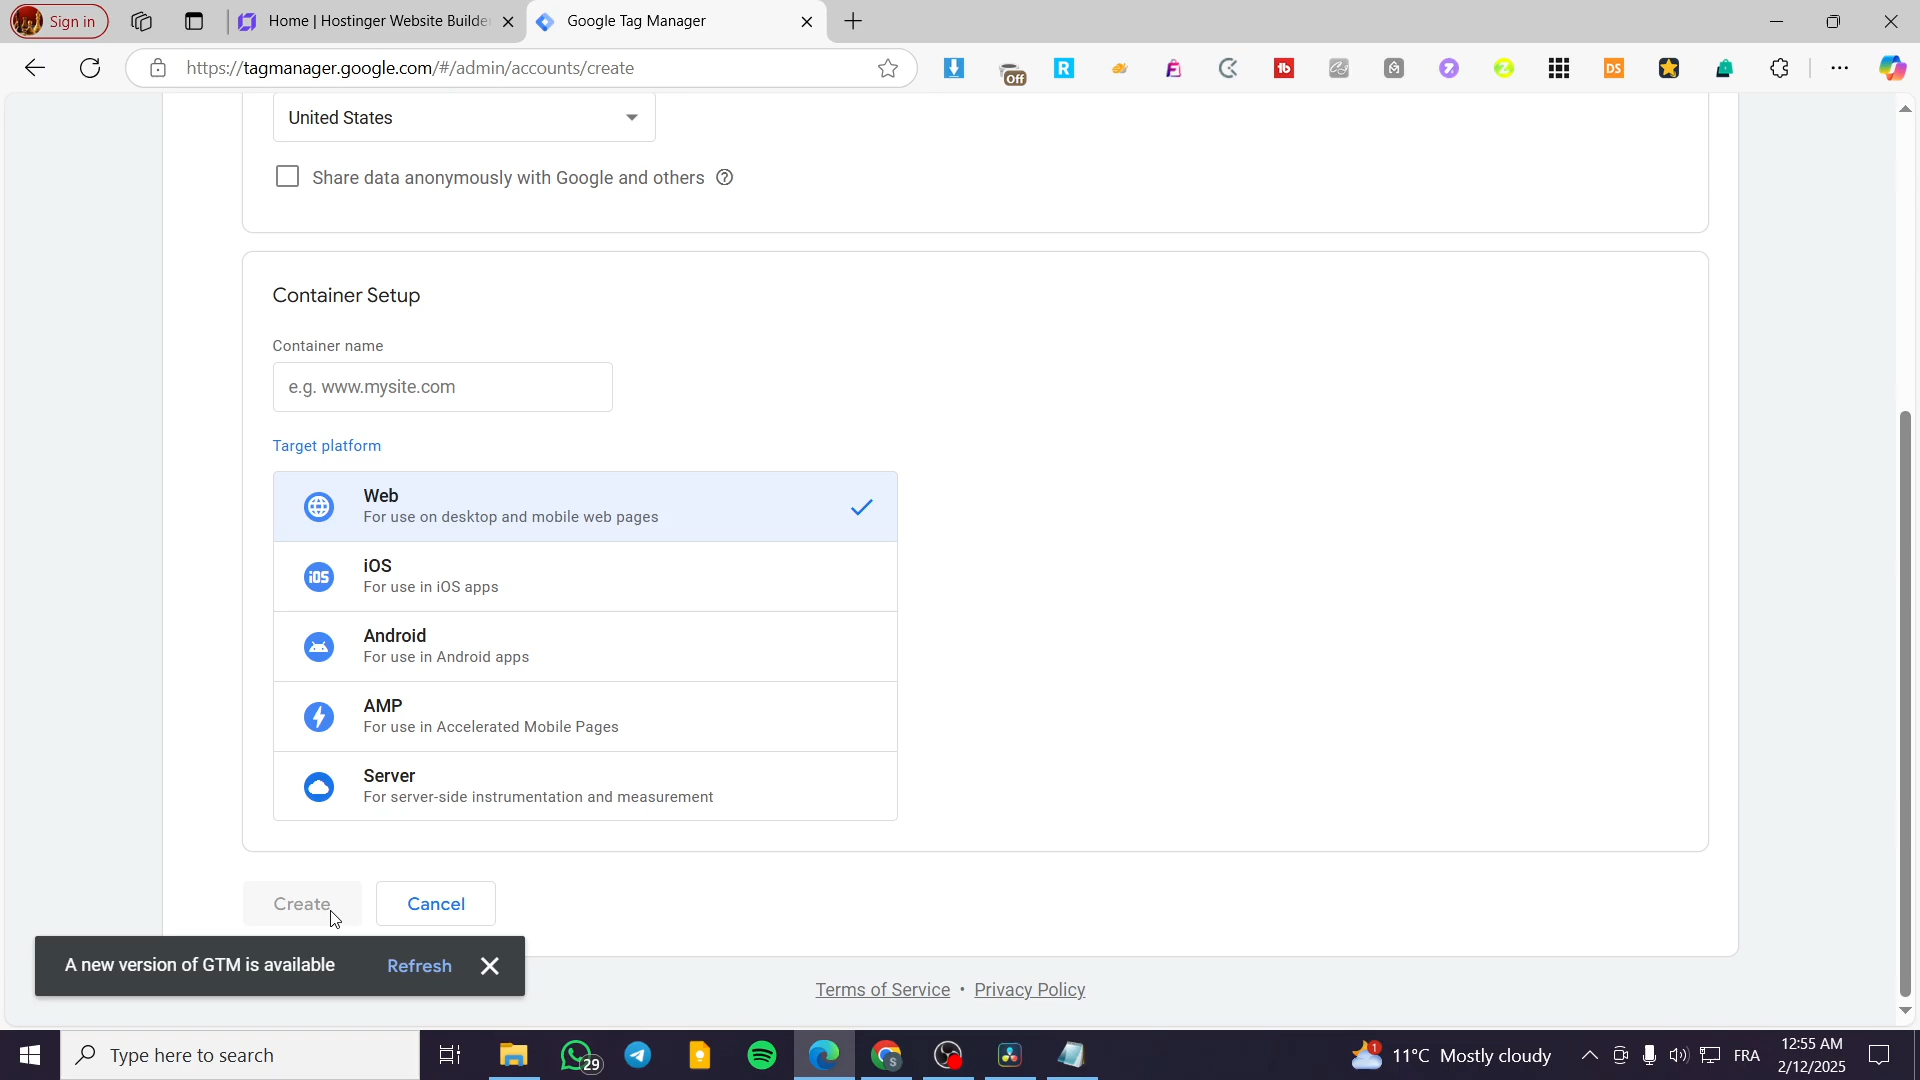 Sign in
Home | Hostinger Website Builde
Google Tag Manager
https://tagmanager.google.com/#/admin/accounts/create
Off
R
DS
United States
Share data anonymously with Google and others
Container Setup
Container name
e.g. www.mysite.com
Target platform
Web
For use on desktop and mobile web pages
iOS
iOS
For use in iOS apps
Android
For use in Android apps
AMP
For use in Accelerated Mobile Pages
Server
For server-side instrumentation and measurement
Create
Cancel
A new version of GTM is available
Refresh
Terms of Service • Privacy Policy
Type here to search
29
1
11°C Mostly cloudy
FRA
12:55 AM
2/12/2025